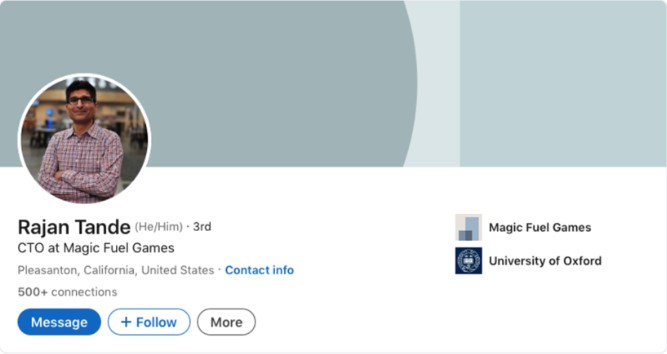 Rajan Tande (He/Him) · 3rd
CTO at Magic Fuel Games
Pleasanton, California, United States · Contact info
500+ connections
Message + Follow More
Magic Fuel Games
University of Oxford